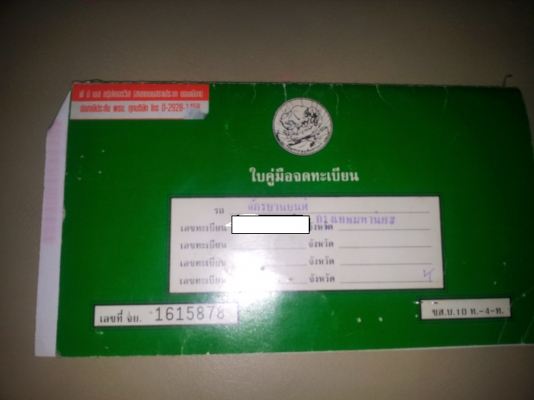 ใบคู่มือจดทะเบียน
รถ จักรยานยนต์
เลขทะเบียน จังหวัด กรุงเทพมหานคร
เลขทะเบียน จังหวัด
เลขทะเบียน จังหวัด
เลขทะเบียน จังหวัด
เลขที่ จย. 1615878
ขส.บ.10 ท.-4-ท.